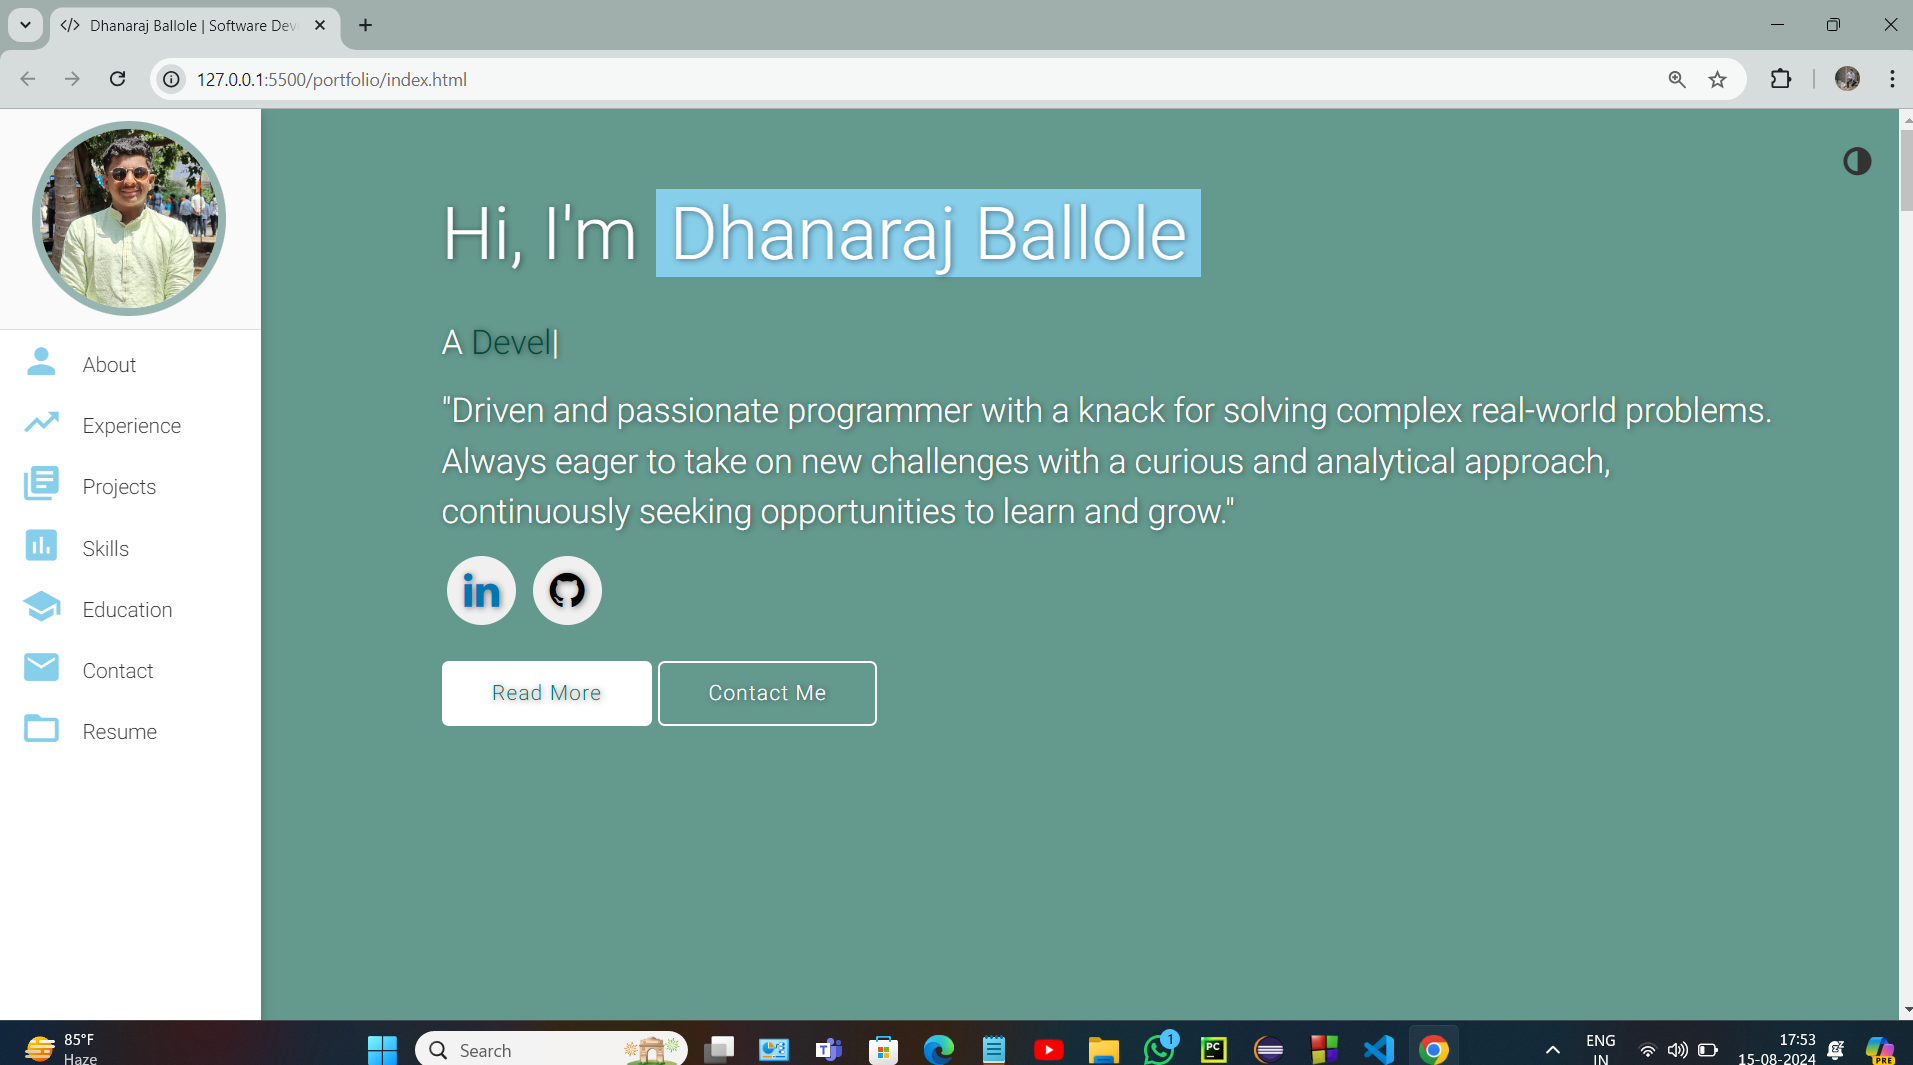 Dhanaraj Ballole | Software Dev
127.0.0.1:5500/portfolio/index.html
Hi, I'm Dhanaraj Ballole
A Devel|
"Driven and passionate programmer with a knack for solving complex real-world problems.
Always eager to take on new challenges with a curious and analytical approach,
continuously seeking opportunities to learn and grow."
in
Read More
Contact Me
About
Experience
Projects
Skills
Education
Contact
Resume
85°F
Haze
Search
1
PC
ENG
IN
17:53
15-08-2024
PRE